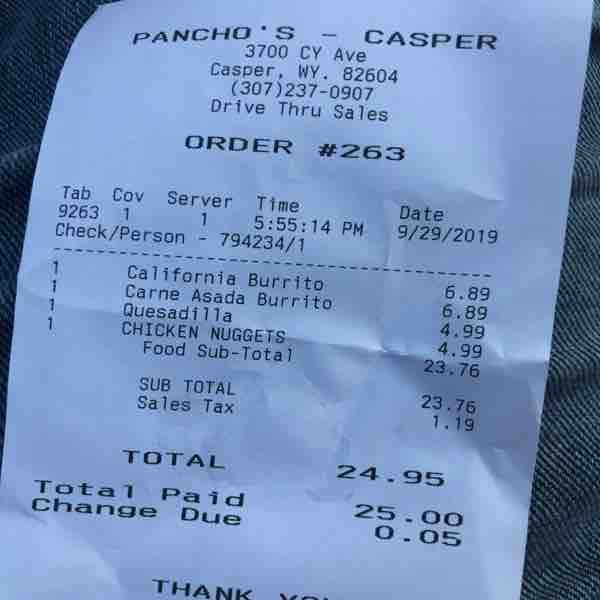 PANCHO'S - CASPER
3700 CY Ave
Casper, WY. 82604
(307)237-0907
Drive Thru Sales
ORDER #263
Tab Cov Server Time Date
9263 1 1 5:55:14 PM 9/29/2019
Check/Person - 794234/1
1 California Burrito 6.89
1 Carne Asada Burrito 6.89
1 Quesadilla 4.99
1 CHICKEN NUGGETS 4.99
Food Sub-Total 23.76
SUB TOTAL 23.76
Sales Tax 1.19
TOTAL 24.95
Total Paid 25.00
Change Due 0.05
THANK